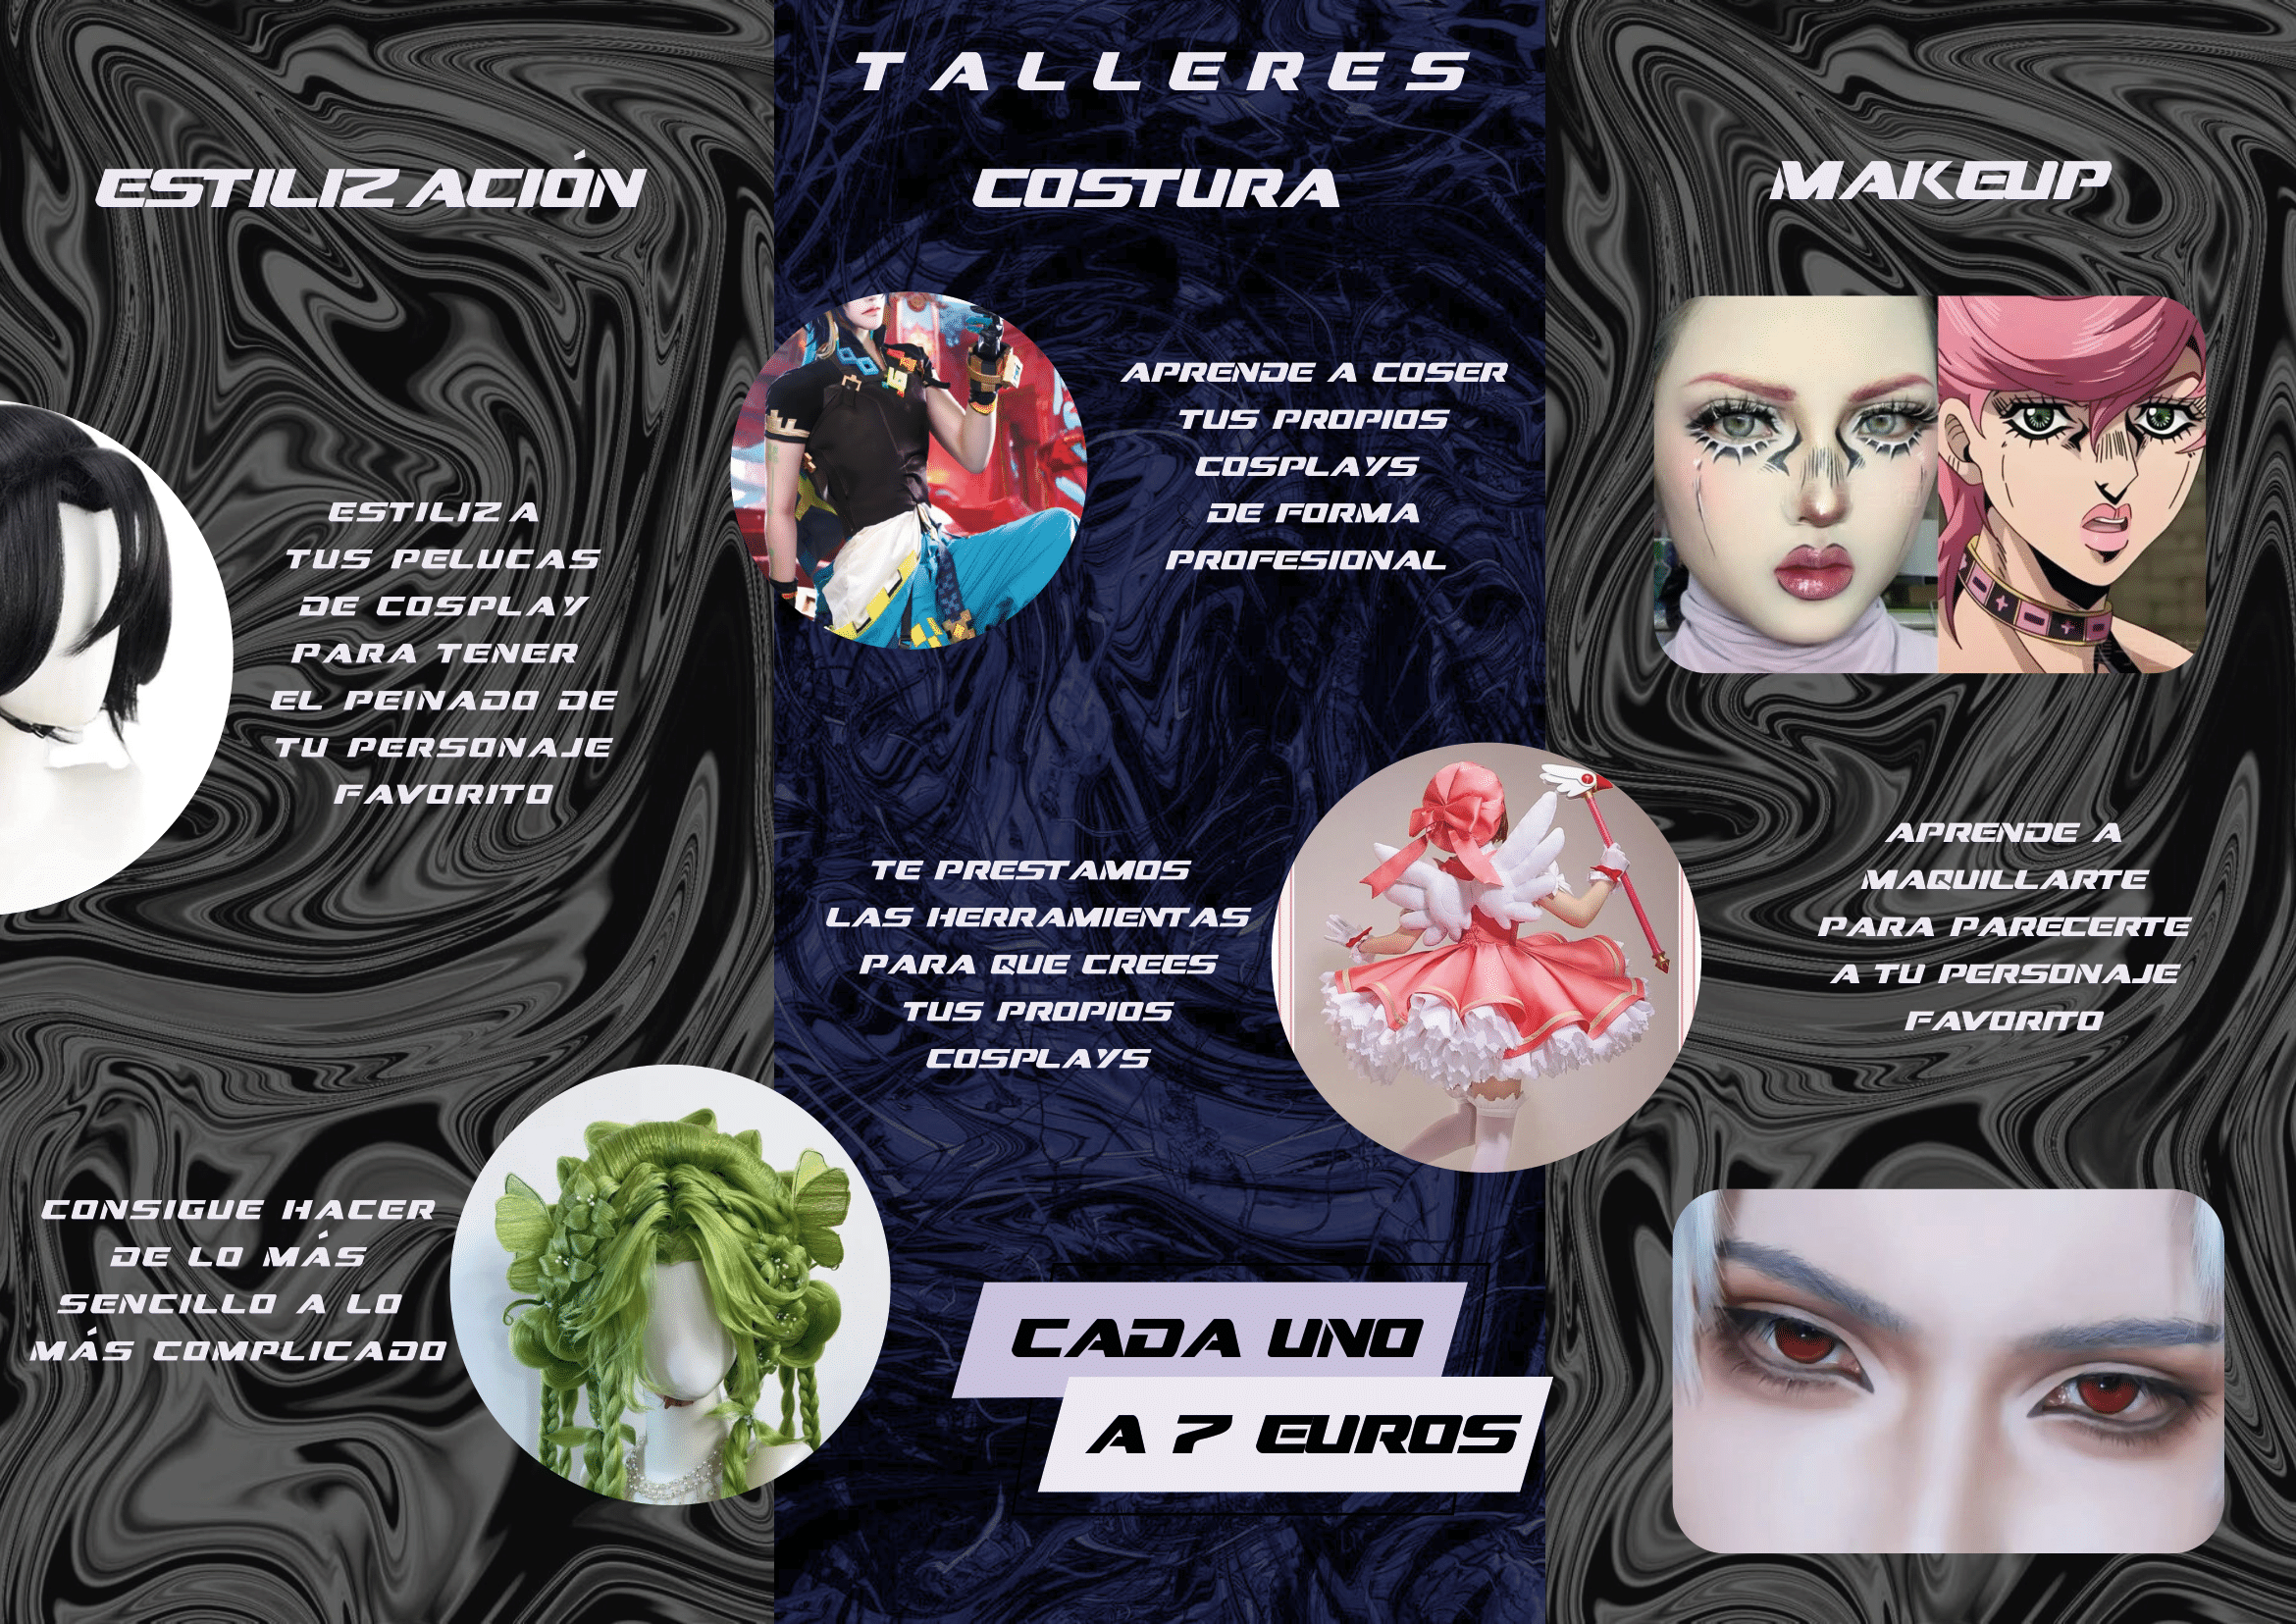 TALLERES
ESTILIZACIÓN
ESTILIZA
TUS PELUCAS
DE COSPLAY
PARA TENER
EL PEINADO DE
TU PERSONAJE
FAVORITO
CONSIGUE HACER
DE LO MÁS
SENCILLO A LO
MÁS COMPLICADO
COSTURA
APRENDE A COSER
TUS PROPIOS
COSPLAYS
DE FORMA
PROFESIONAL
TE PRESTAMOS
LAS HERRAMIENTAS
PARA QUE CREES
TUS PROPIOS
COSPLAYS
CADA UNO
A 7 EUROS
MAKEUP
APRENDE A
MAQUILLARTE
PARA PARECERTE
A TU PERSONAJE
FAVORITO